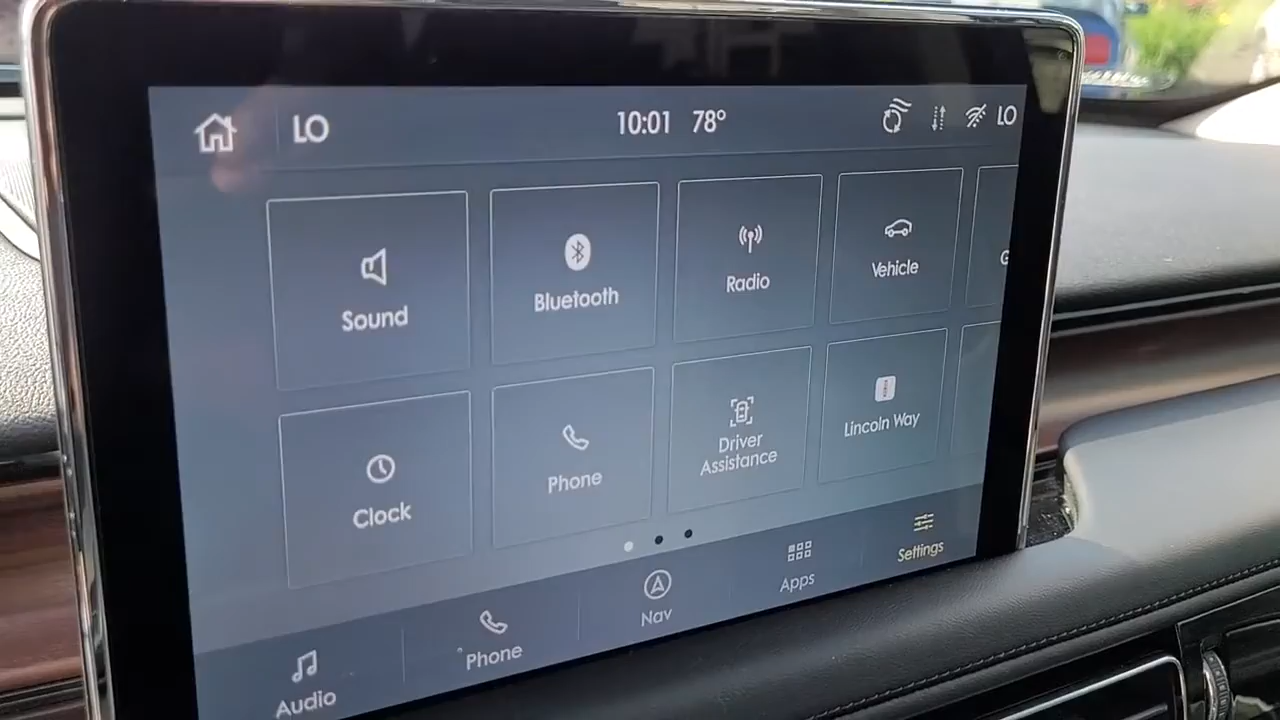 LO
10:01 78°
LO
Sound
Bluetooth
Radio
Vehicle
Clock
Phone
Driver
Assistance
Lincoln Way
Audio
Phone
Nav
Apps
Settings